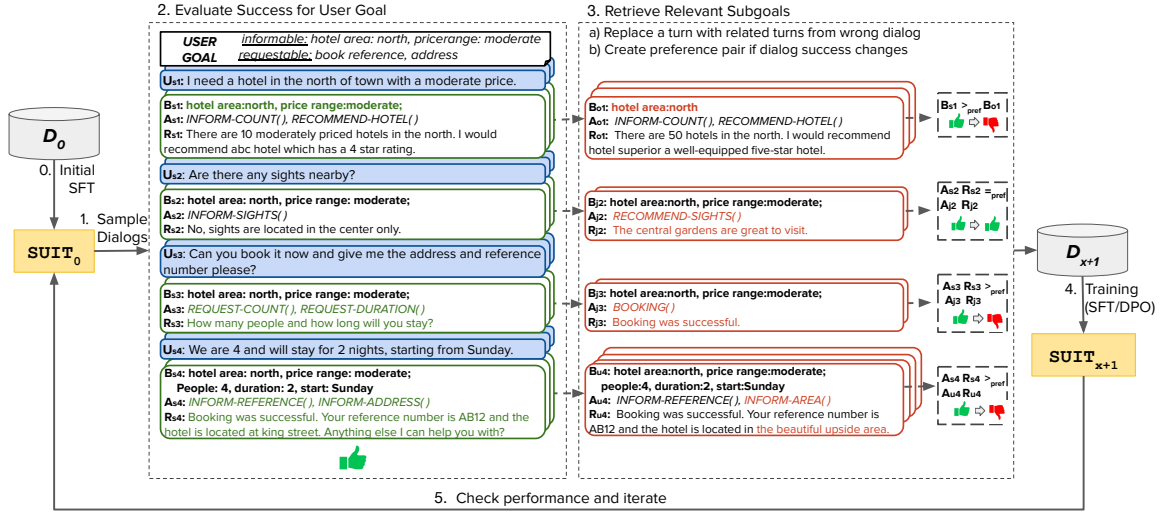 2. Evaluate Success for User Goal
USER GOAL
informable: hotel area: north, pricerange: moderate
requestable: book reference, address
Us1: I need a hotel in the north of town with a moderate price.
Bs1: hotel area:north, price range:moderate;
As1: INFORM-COUNT( ), RECOMMEND-HOTEL( )
Rs1: There are 10 moderately priced hotels in the north. I would
recommend abc hotel which has a 4 star rating.
Us2: Are there any sights nearby?
Bs2: hotel area: north, price range: moderate;
As2: INFORM-SIGHTS( )
Rs2: No, sights are located in the center only.
Us3: Can you book it now and give me the address and reference
number please?
Bs3: hotel area: north, price range: moderate;
As3: REQUEST-COUNT( ), REQUEST-DURATION( )
Rs3: How many people and how long will you stay?
Us4: We are 4 and will stay for 2 nights, starting from Sunday.
Bs4: hotel area: north, price range: moderate;
People: 4, duration: 2, start: Sunday
As4: INFORM-REFERENCE( ), INFORM-ADDRESS( )
Rs4: Booking was successful. Your reference number is AB12 and the
hotel is located at king street. Anything else I can help you with?
3. Retrieve Relevant Subgoals
a) Replace a turn with related turns from wrong dialog
b) Create preference pair if dialog success changes
Bo1: hotel area:north
Ao1: INFORM-COUNT( ), RECOMMEND-HOTEL( )
Ro1: There are 50 hotels in the north. I would recommend
hotel superior a well-equipped five-star hotel.
Bj2: hotel area:north, price range:moderate;
Aj2: RECOMMEND-SIGHTS( )
Rj2: The central gardens are great to visit.
Bj3: hotel area:north, price range:moderate;
Aj3: BOOKING( )
Rj3: Booking was successful.
Bu4: hotel area:north, price range:moderate;
people:4, duration:2, start:Sunday
Au4: INFORM-REFERENCE( ), INFORM-AREA( )
Ru4: Booking was successful. Your reference number is
AB12 and the hotel is located in the beautiful upside area.
Bs1 >pref Bo1
As2 Rs2 =pref
Aj2 Rj2
As3 Rs3 >pref
Aj3 Rj3
As4 Rs4 >pref
Au4 Ru4
D0
0. Initial
SFT
SUIT0
1. Sample
Dialogs
Dx+1
4. Training
(SFT/DPO)
SUITx+1
5. Check performance and iterate